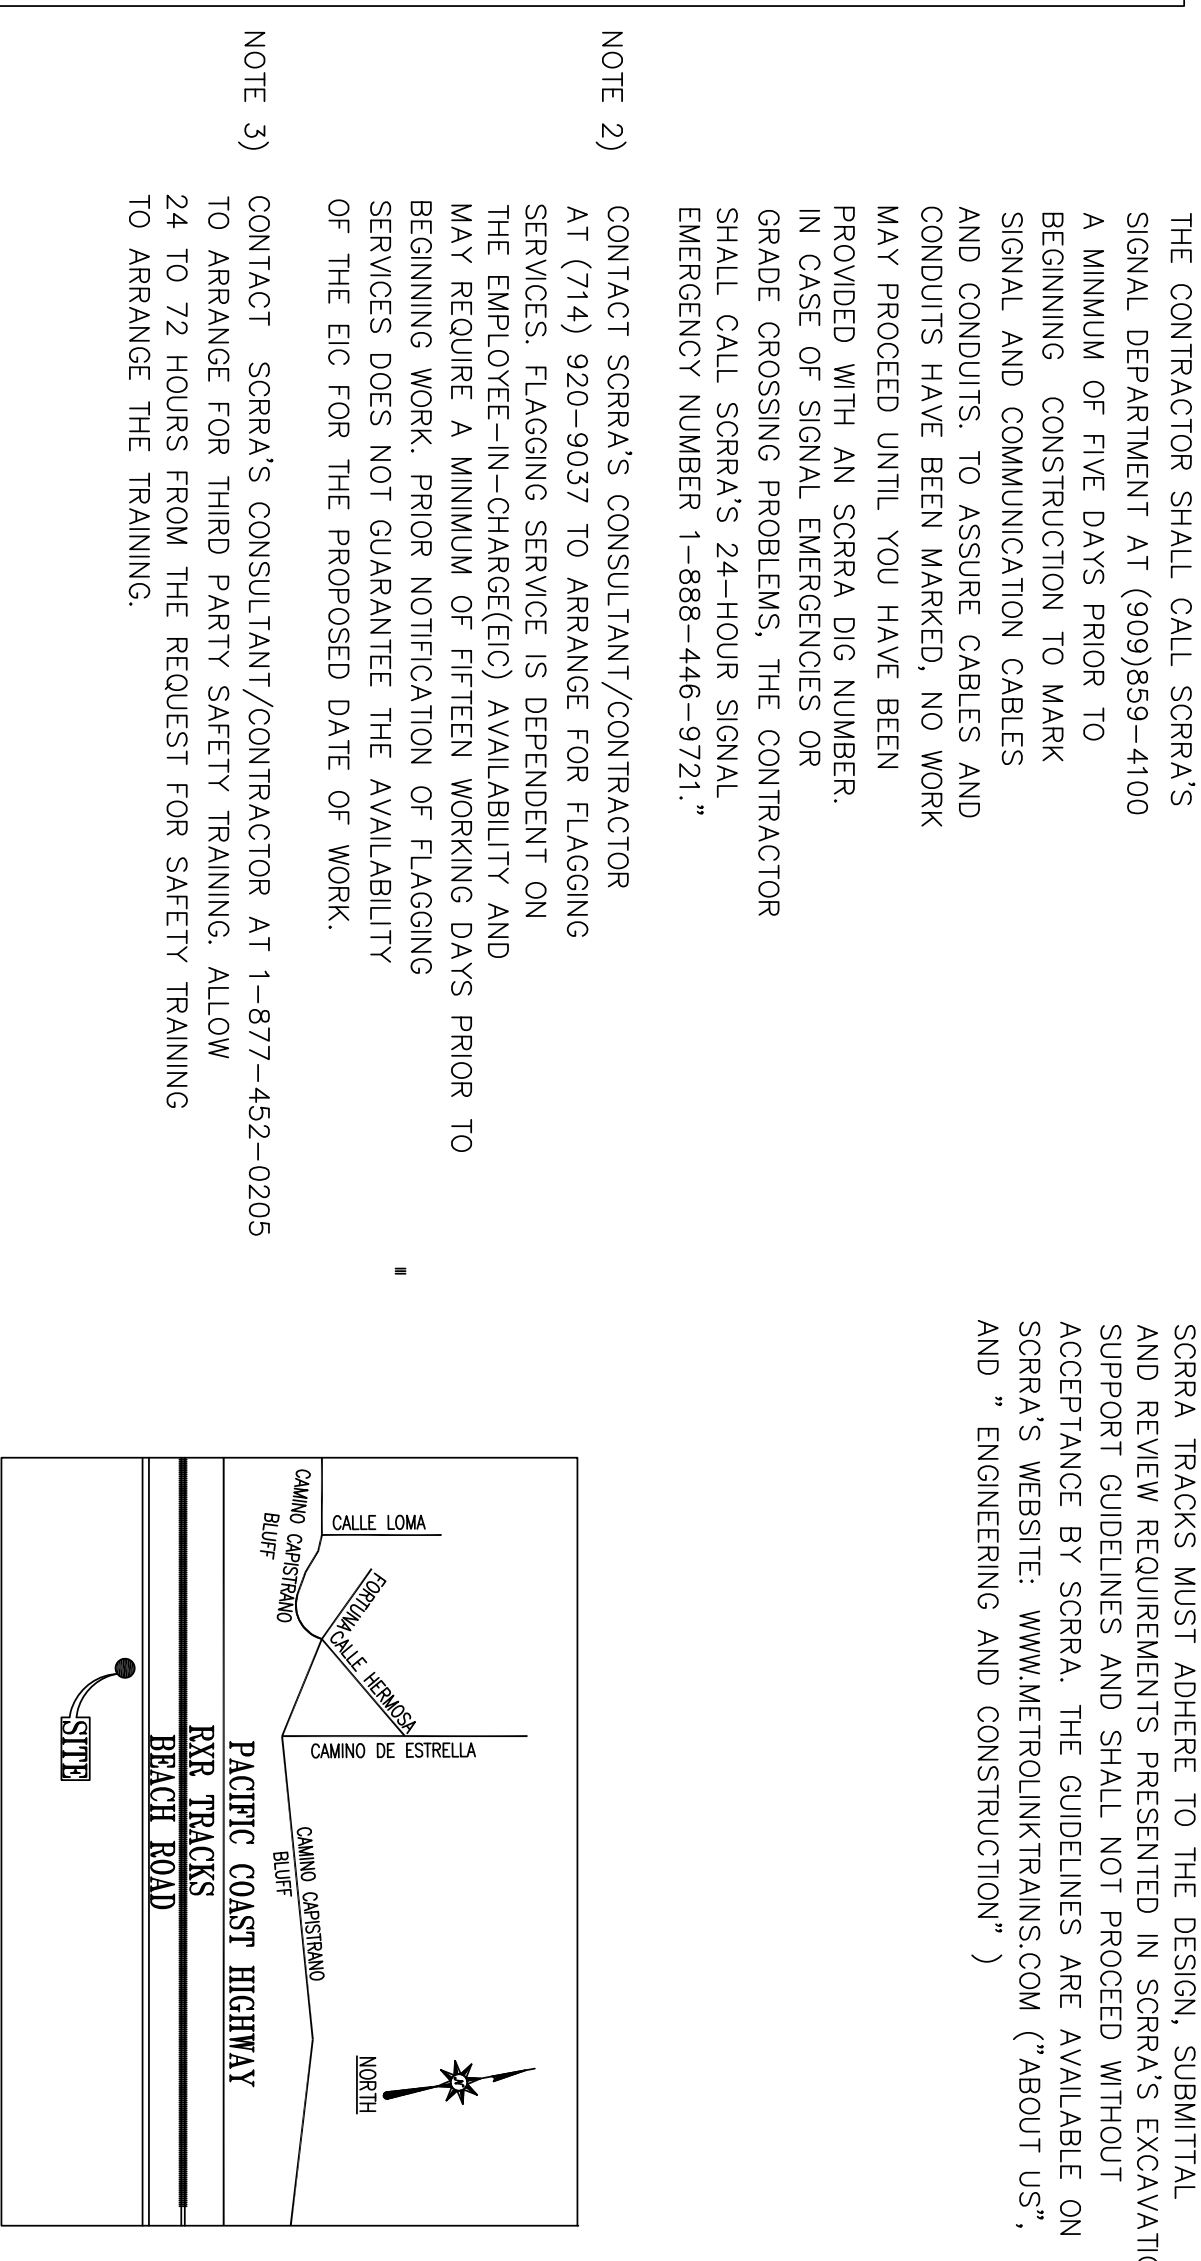 THE CONTRACTOR SHALL CALL SCRRA'S
SIGNAL DEPARTMENT AT (909)859-4100
A MINMUM OF FIVE DAYS PRIOR TO
BEGINNING CONSTRUCTION TO MARK
SIGNAL AND COMMUNICATION CABLES
AND CONDUITS. TO ASSURE CABLES AND
CONDUITS HAVE BEEN MARKED, NO WORK
MAY PROCEED UNTIL YOU HAVE BEEN
PROVIDED WITH AN SCRRA DIG NUMBER.
IN CASE OF SIGNAL EMERGENCIES OR
GRADE CROSSING PROBLEMS, THE CONTRACTOR
SHALL CALL SCRRA'S 24-HOUR SIGNAL
EMERGENCY NUMBER 1-888-446-9721."
NOTE 2) CONTACT SCRRA'S CONSULTANT/CONTRACTOR
AT (714) 920-9037 TO ARRANGE FOR FLAGGING
SERVICES. FLAGGING SERVICE IS DEPENDENT ON
THE EMPLOYEE-IN-CHARGE(EIC) AVAILABILITY AND
MAY REQUIRE A MINIMUM OF FIFTEEN WORKING DAYS PRIOR TO
BEGINNING WORK. PRIOR NOTIFICATION OF FLAGGING
SERVICES DOES NOT GUARANTEE THE AVAILABILITY
OF THE EIC FOR THE PROPOSED DATE OF WORK.
NOTE 3) CONTACT SCRRA'S CONSULTANT/CONTRACTOR AT 1-877-452-0205
TO ARRANGE FOR THIRD PARTY SAFETY TRAINING. ALLOW
24 TO 72 HOURS FROM THE REQUEST FOR SAFETY TRAINING
TO ARRANGE THE TRAINING.
SCRRA TRACKS MUST ADHERE TO THE DESIGN, SUBMITTAL
AND REVIEW REQUIREMENTS PRESENTED IN SCRRA'S
SUPPORT GUIDELINES AND SHALL NOT PROCEED WITHOUT
ACCEPTANCE BY SCRRA. THE GUIDELINES ARE AVAILABLE ON
SCRRA'S WEBSITE: WWW.METROLINKTRAINS.COM ("ABOUT US",
AND " ENGINEERING AND CONSTRUCTION" )
NORTH
CALLE LOMA
FORTUNA
CALLE HERMOSA
CAMINO DE ESTRELLA
CAMINO CAPISTRANO
BLUFF
CAMINO CAPISTRANO
BLUFF
PACIFIC COAST HIGHWAY
RXR TRACKS
BEACH ROAD
SITE